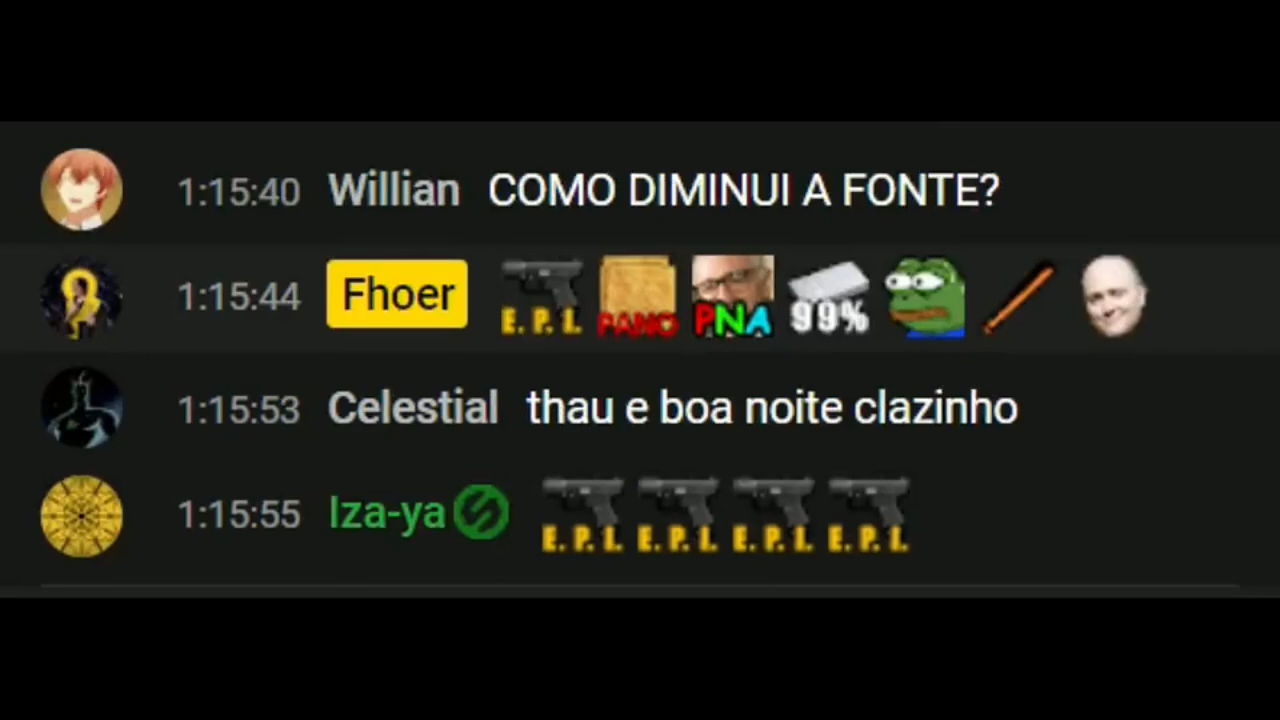 1:15:40 Willian COMO DIMINUI A FONTE?
1:15:44 Fhoer E. P. I. PANO PNA 99%
1:15:53 Celestial thau e boa noite clazinho
1:15:55 Iza-ya E. P. I. E. P. I. E. P. I. E. P. I.